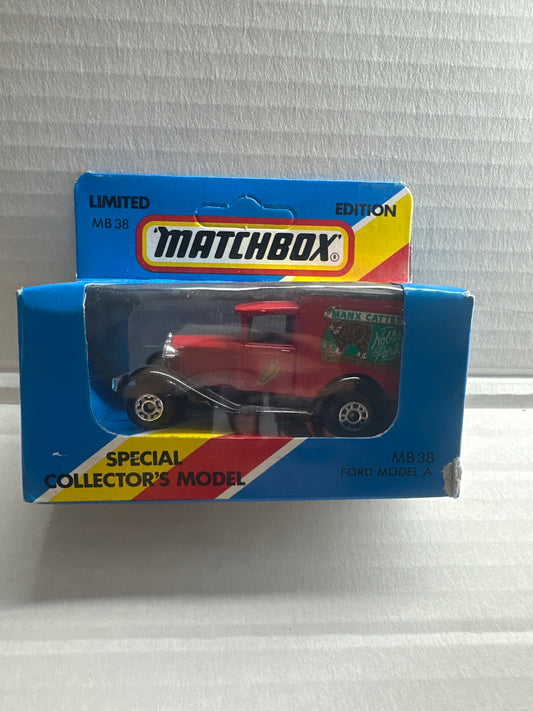 LIMITED EDITION
MB 38
MATCHBOX®
MANX CATTERY
SPECIAL
COLLECTOR'S MODEL
MB 38
FORD MODEL A